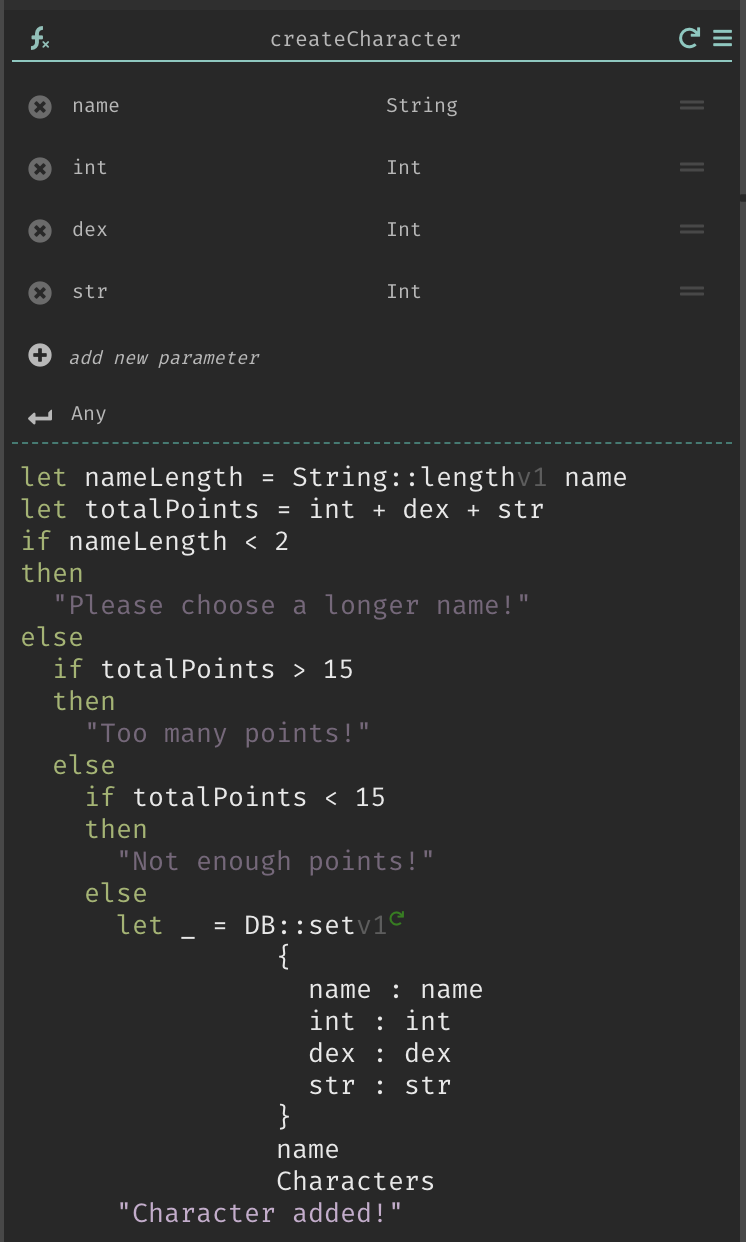 fx createCharacter
name String
int Int
dex Int
str Int
add new parameter
Any
let nameLength = String::lengthv1 name
let totalPoints = int + dex + str
if nameLength < 2
then
  "Please choose a longer name!"
else
  if totalPoints > 15
  then
    "Too many points!"
  else
    if totalPoints < 15
    then
      "Not enough points!"
    else
      let _ = DB::setv1
                {
                  name : name
                  int : int
                  dex : dex
                  str : str
                }
                name
                Characters
      "Character added!"